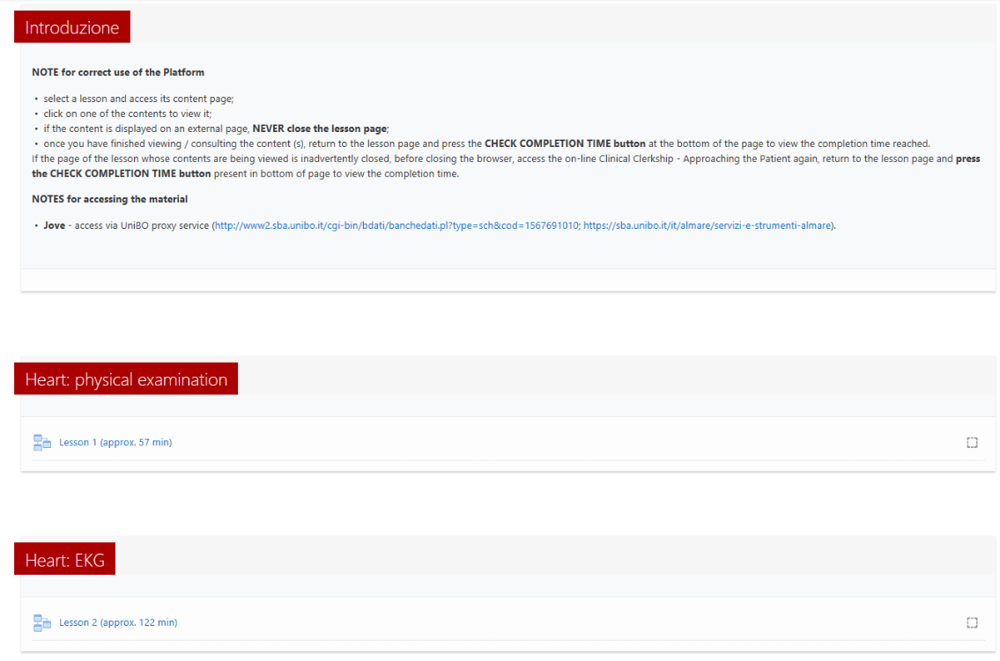 Introduzione
NOTE for correct use of the Platform
• select a lesson and access its content page;
• click on one of the contents to view it;
• if the content is displayed on an external page, NEVER close the lesson page;
• once you have finished viewing / consulting the content (s), return to the lesson page and press the CHECK COMPLETION TIME button at the bottom of the page to view the completion time reached.
If the page of the lesson whose contents are being viewed is inadvertently closed, before closing the browser, access the on-line Clinical Clerkship - Approaching the Patient again, return to the lesson page and press
the CHECK COMPLETION TIME button present in bottom of page to view the completion time.
NOTES for accessing the material
• Jove - access via UniBO proxy service (http://www2.sba.unibo.it/cgi-bin/bdati/banchedati.pl?type=sch&cod=1567691010; https://sba.unibo.it/it/almare/servizi-e-strumenti-almare).
Heart: physical examination
Lesson 1 (approx. 57 min)
Heart: EKG
Lesson 2 (approx. 122 min)